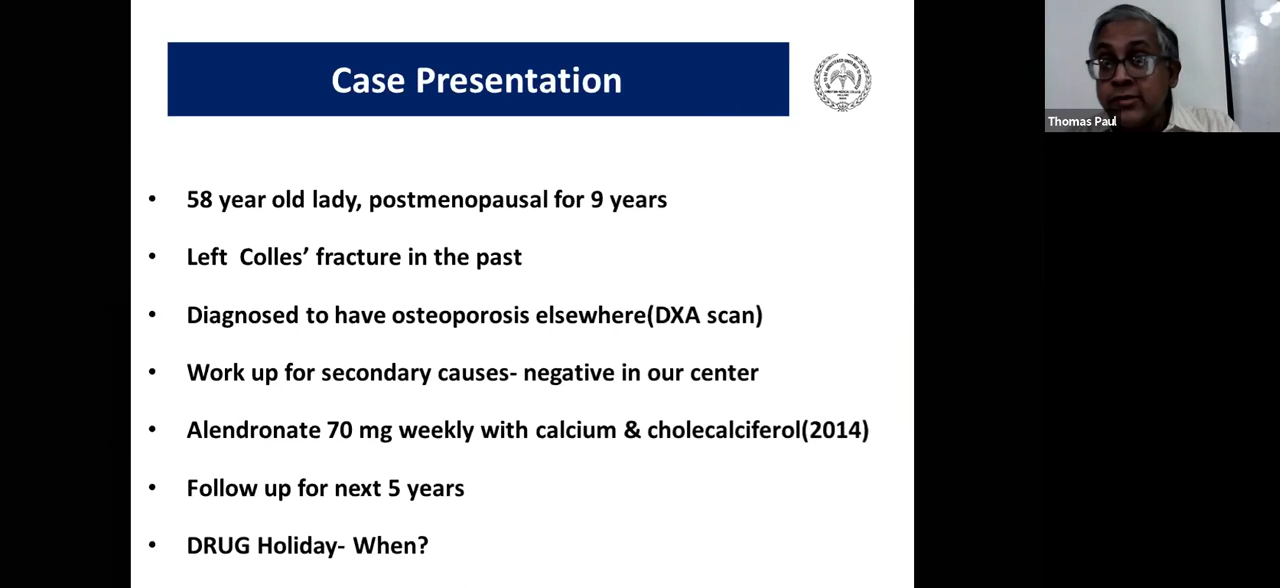 Case Presentation
• 58 year old lady, postmenopausal for 9 years
• Left Colles’ fracture in the past
• Diagnosed to have osteoporosis elsewhere(DXA scan)
• Work up for secondary causes- negative in our center
• Alendronate 70 mg weekly with calcium & cholecalciferol(2014)
• Follow up for next 5 years
• DRUG Holiday- When?
Thomas Paul